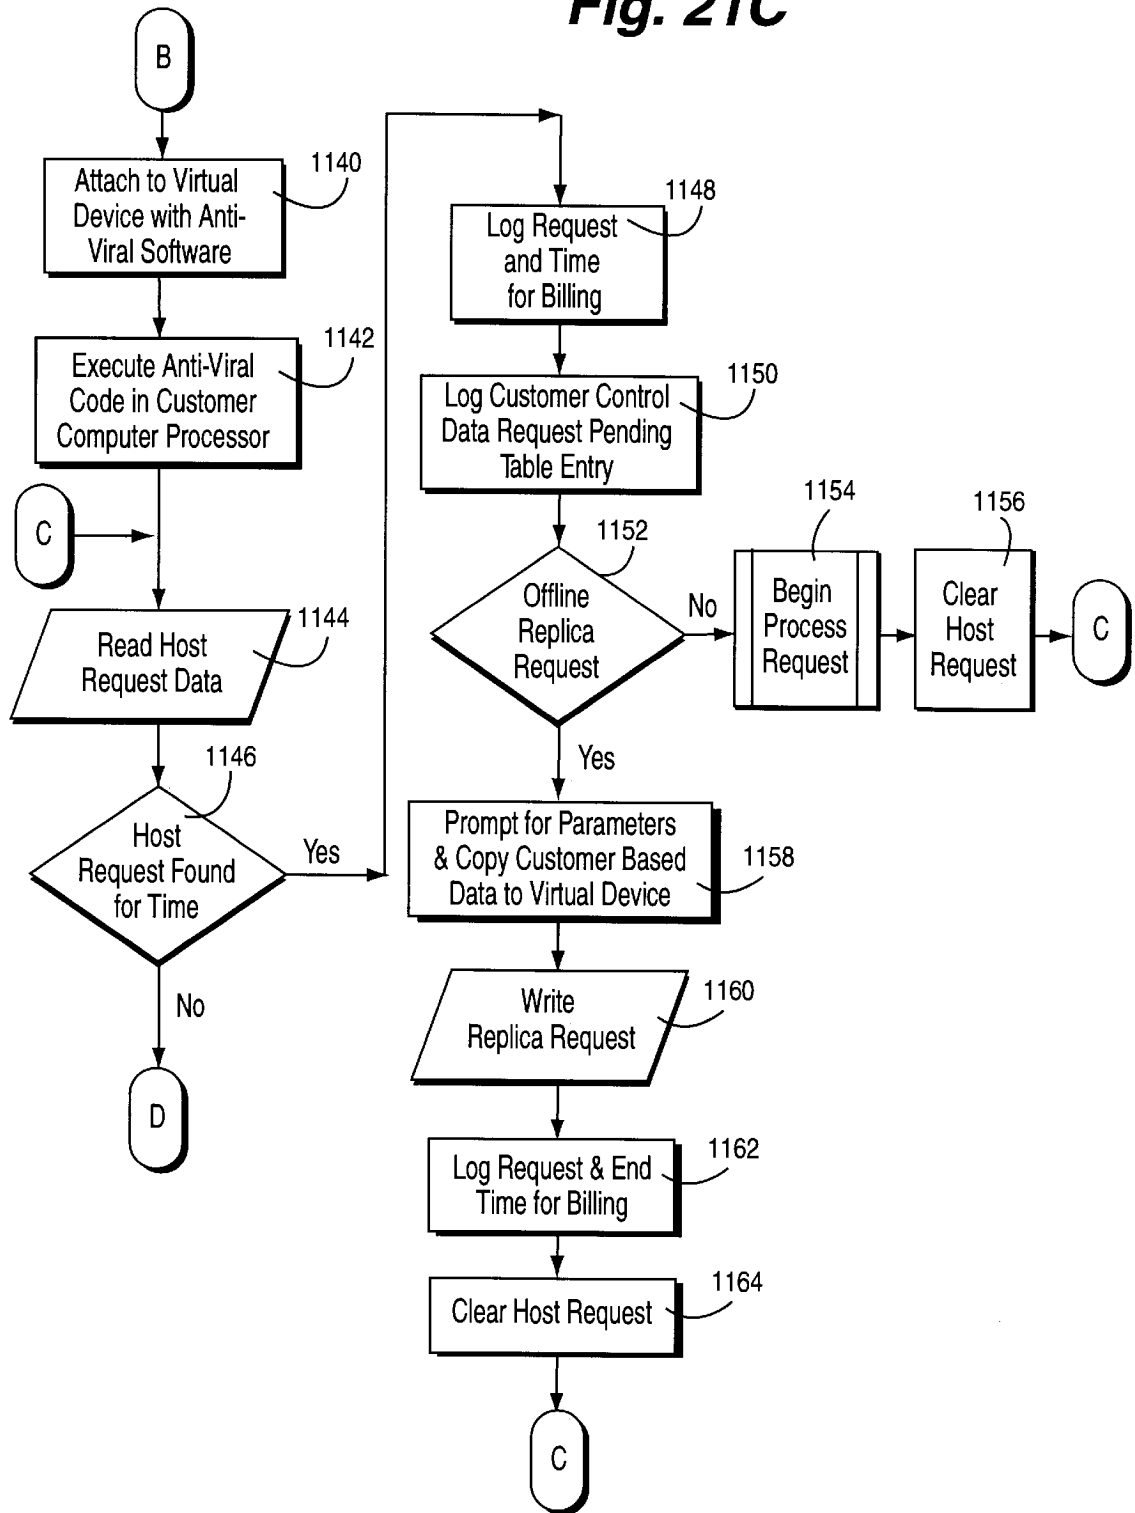 Fig. 21C
B
Attach to Virtual
Device with Anti-
Viral Software
1140
Execute Anti-Viral
Code in Customer
Computer Processor
1142
C
Read Host
Request Data
1144
Host
Request Found
for Time
1146
Yes
No
D
Log Request
and Time
for Billing
1148
Log Customer Control
Data Request Pending
Table Entry
1150
Offline
Replica
Request
1152
No
Begin
Process
Request
1154
Clear
Host
Request
1156
C
Yes
Prompt for Parameters
& Copy Customer Based
Data to Virtual Device
1158
Write
Replica Request
1160
Log Request & End
Time for Billing
1162
Clear Host Request
1164
C